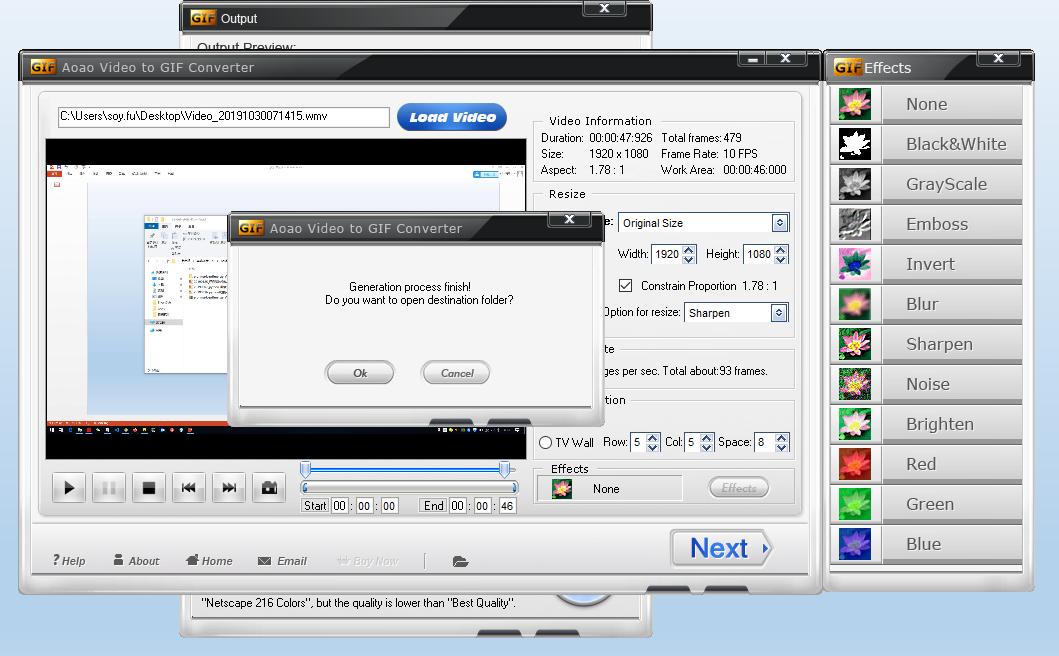 GIF Output
X
Output Preview:
GIF Aoao Video to GIF Converter
X
C:\Users\soy.fu\Desktop\Video_20191030071415.wmv
Load Video
Video Information
Duration: 00:00:47:926 Total frames: 479
Size: 1920 x 1080 Frame Rate: 10 FPS
Aspect: 1.78 : 1 Work Area: 00:00:46:000
Resize
e: Original Size
Width: 1920 Height: 1080
Constrain Proportion 1.78 : 1
Option for resize: Sharpen
te
ges per sec. Total about:93 frames.
tion
TV Wall Row: 5 Col: 5 Space: 8
Effects
None
Effects
GIF Aoao Video to GIF Converter
X
Generation process finish!
Do you want to open destination folder?
Ok
Cancel
Start 00 : 00 : 00 End 00 : 00 : 46
Next
? Help
About
Home
Email
Buy Now
"Netscape 216 Colors", but the quality is lower than "Best Quality".
GIF Effects
X
None
Black&White
GrayScale
Emboss
Invert
Blur
Sharpen
Noise
Brighten
Red
Green
Blue